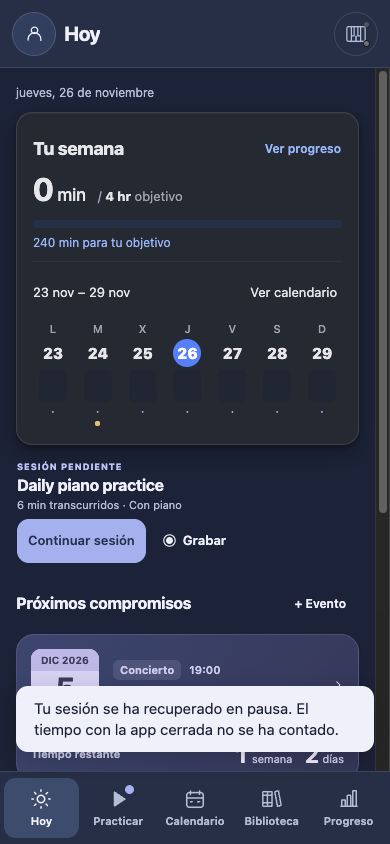 Hoy
jueves, 26 de noviembre
Tu semana
Ver progreso
0 min / 4 hr objetivo
240 min para tu objetivo
23 nov – 29 nov
Ver calendario
L M X J V S D
23 24 25 26 27 28 29
SESIÓN PENDIENTE
Daily piano practice
6 min transcurridos · Con piano
Continuar sesión
Grabar
Próximos compromisos
+ Evento
DIC 2026
Concierto 19:00
Tu sesión se ha recuperado en pausa. El
tiempo con la app cerrada no se ha contado.
Tiempo restante
1 semana 2 días
Hoy
Practicar
Calendario
Biblioteca
Progreso